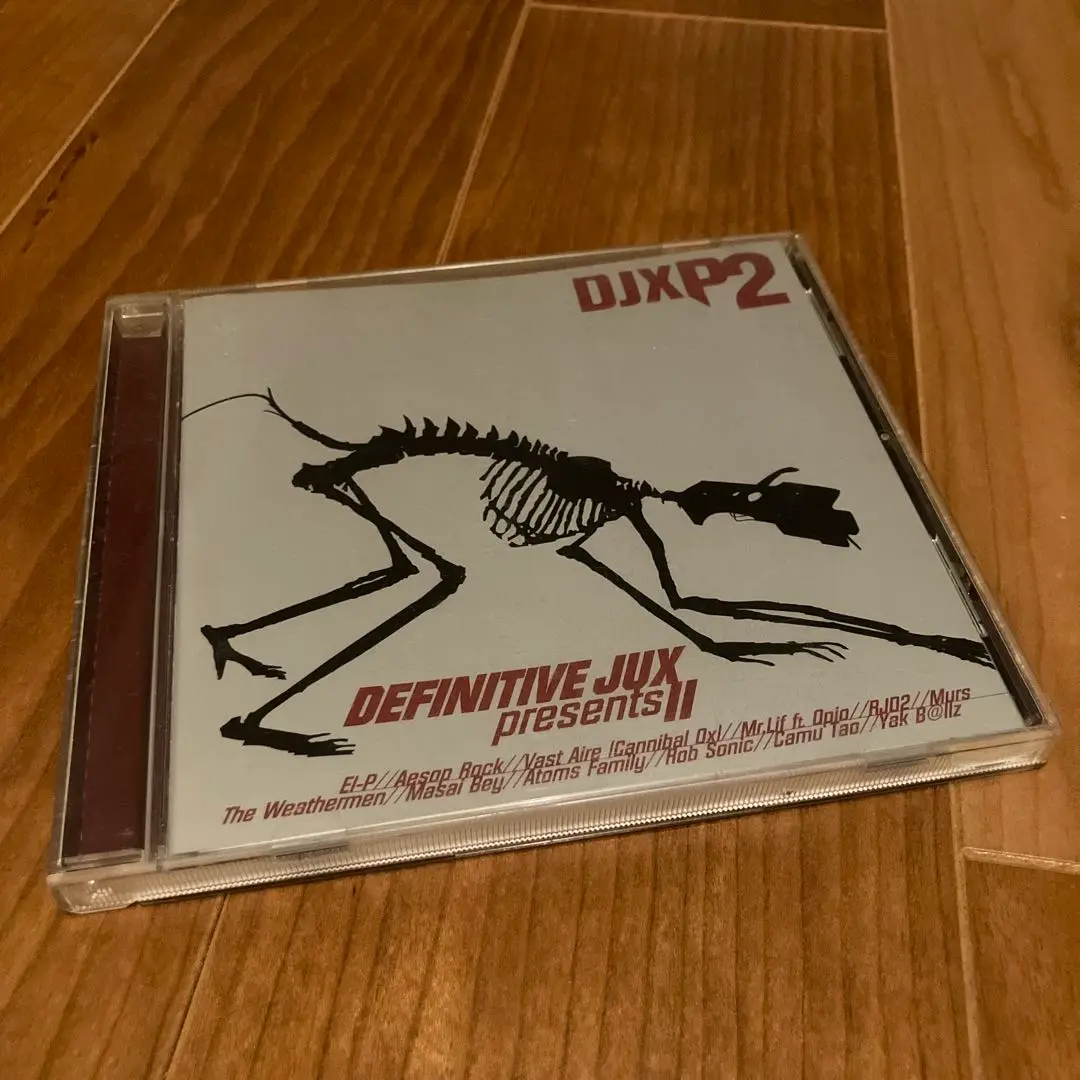 DJXP2
DEFINITIVE JUX
presents II
El-P//Aesop Rock//Vast Aire (Cannibal Ox)//Mr.Lif ft. Opio//RJD2//Murs
The Weathermen//Masai Bey//Atoms Family//Rob Sonic//Camu Tao//Yak B@llz